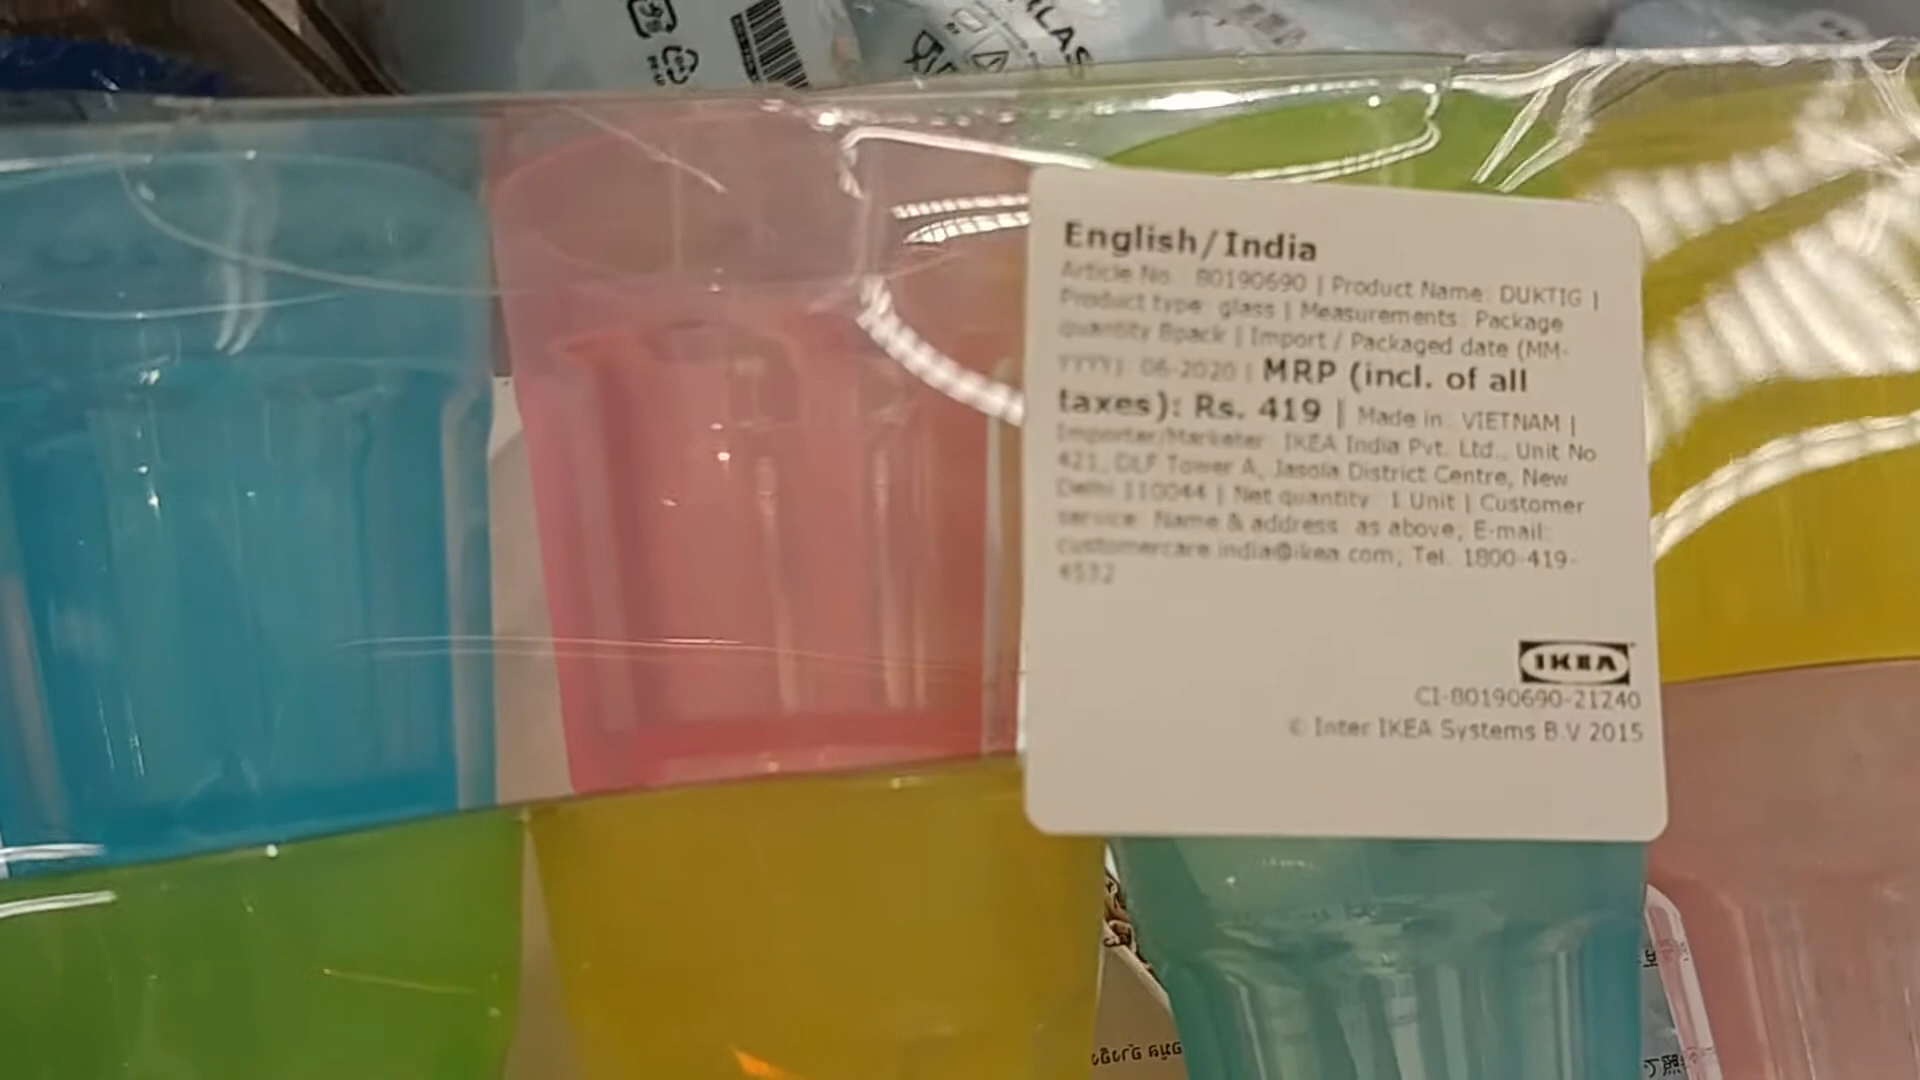 HLAS
English/India
Article No.: 80190690 | Product Name: DUKTIG |
Product type: glass | Measurements: Package
quantity 8pack | Import / Packaged date (MM-
YYYY): 06-2020 | MRP (incl. of all
taxes): Rs. 419 | Made in: VIETNAM |
Importer/Marketer: IKEA India Pvt. Ltd., Unit No
421, DLF Tower A, Jasola District Centre, New
Delhi 110044 | Net quantity: 1 Unit | Customer
service: Name & address: as above, E-mail:
customercare.india@ikea.com, Tel. 1800-419-
4532
IKEA
CI-80190690-21240
© Inter IKEA Systems B.V 2015